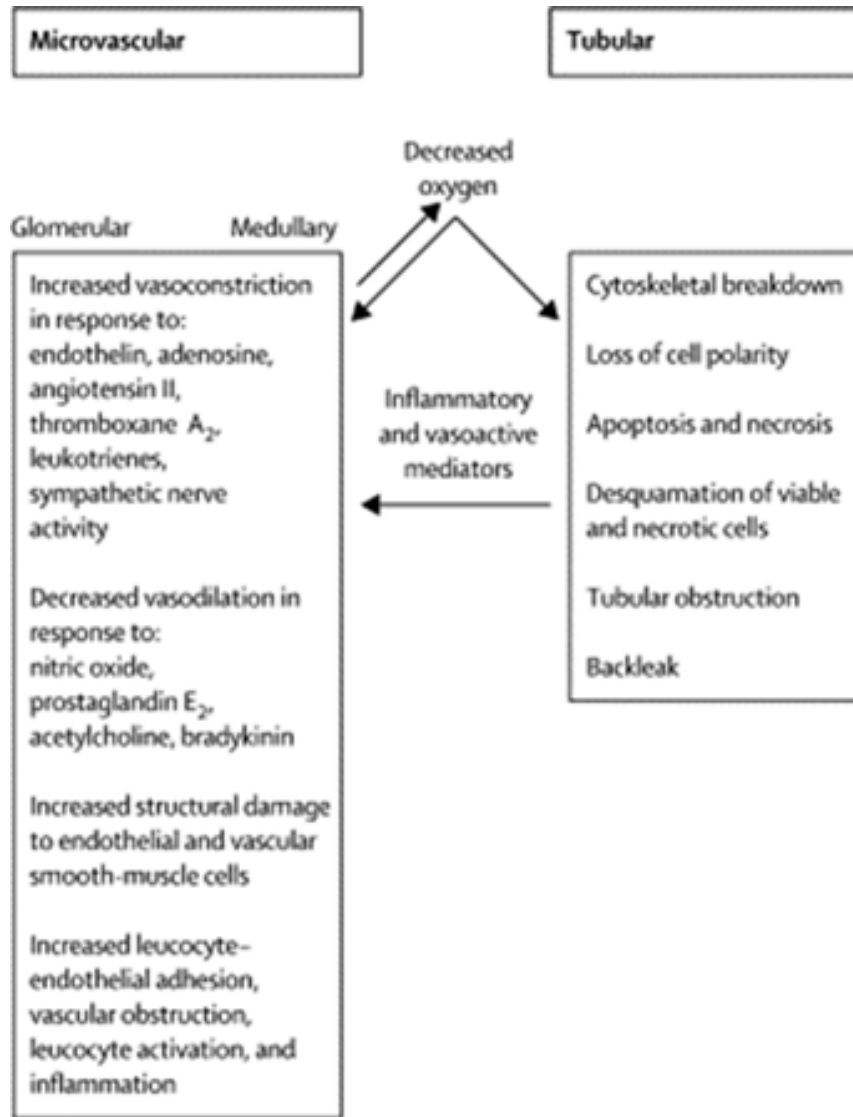 Microvascular
Tubular
Decreased
oxygen
Glomerular Medullary
Increased vasoconstriction
in response to:
endothelin, adenosine,
angiotensin II,
thromboxane A₂,
leukotrienes,
sympathetic nerve
activity
Decreased vasodilation in
response to:
nitric oxide,
prostaglandin E₂,
acetylcholine, bradykinin
Increased structural damage
to endothelial and vascular
smooth-muscle cells
Increased leucocyte–
endothelial adhesion,
vascular obstruction,
leucocyte activation, and
inflammation
Inflammatory
and vasoactive
mediators
Cytoskeletal breakdown
Loss of cell polarity
Apoptosis and necrosis
Desquamation of viable
and necrotic cells
Tubular obstruction
Backleak